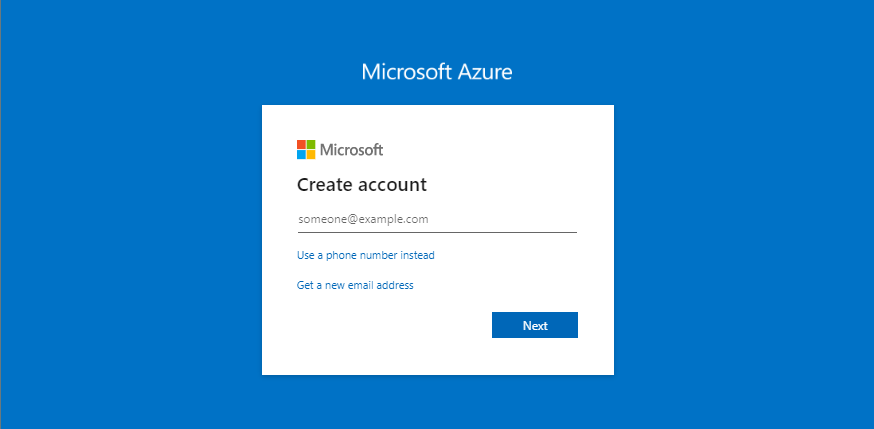 Microsoft Azure
Microsoft
Create account
someone@example.com
Use a phone number instead
Get a new email address
Next